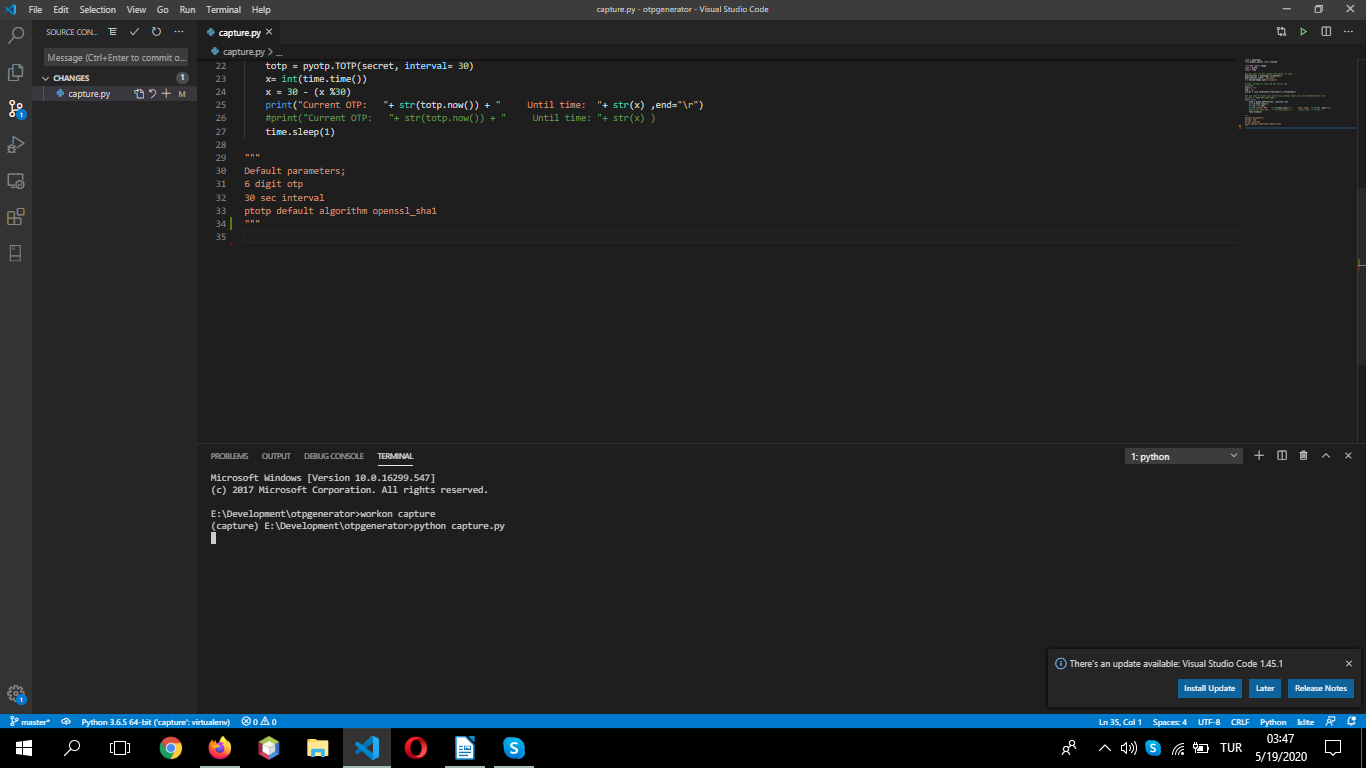 File Edit Selection View Go Run Terminal Help
capture.py - otpgenerator - Visual Studio Code
SOURCE CON...
capture.py
capture.py > ...
Message (Ctrl+Enter to commit o...
CHANGES 1
capture.py M
22 totp = pyotp.TOTP(secret, interval= 30)
23 x= int(time.time())
24 x = 30 - (x %30)
25 print("Current OTP:   "+ str(totp.now()) + "     Until time:  "+ str(x) ,end="\r")
26 #print("Current OTP:   "+ str(totp.now()) + "     Until time: "+ str(x) )
27 time.sleep(1)
28
29 """
30 Default parameters;
31 6 digit otp
32 30 sec interval
33 ptotp default algorithm openssl_sha1
34 """
35
PROBLEMS OUTPUT DEBUG CONSOLE TERMINAL
1: python
Microsoft Windows [Version 10.0.16299.547]
(c) 2017 Microsoft Corporation. All rights reserved.
E:\Development\otpgenerator>workon capture
(capture) E:\Development\otpgenerator>python capture.py
There's an update available: Visual Studio Code 1.45.1
Install Update Later Release Notes
1
1
master* Python 3.6.5 64-bit ('capture': virtualenv) 0 0
Ln 35, Col 1 Spaces: 4 UTF-8 CRLF Python kite
TUR
03:47
5/19/2020